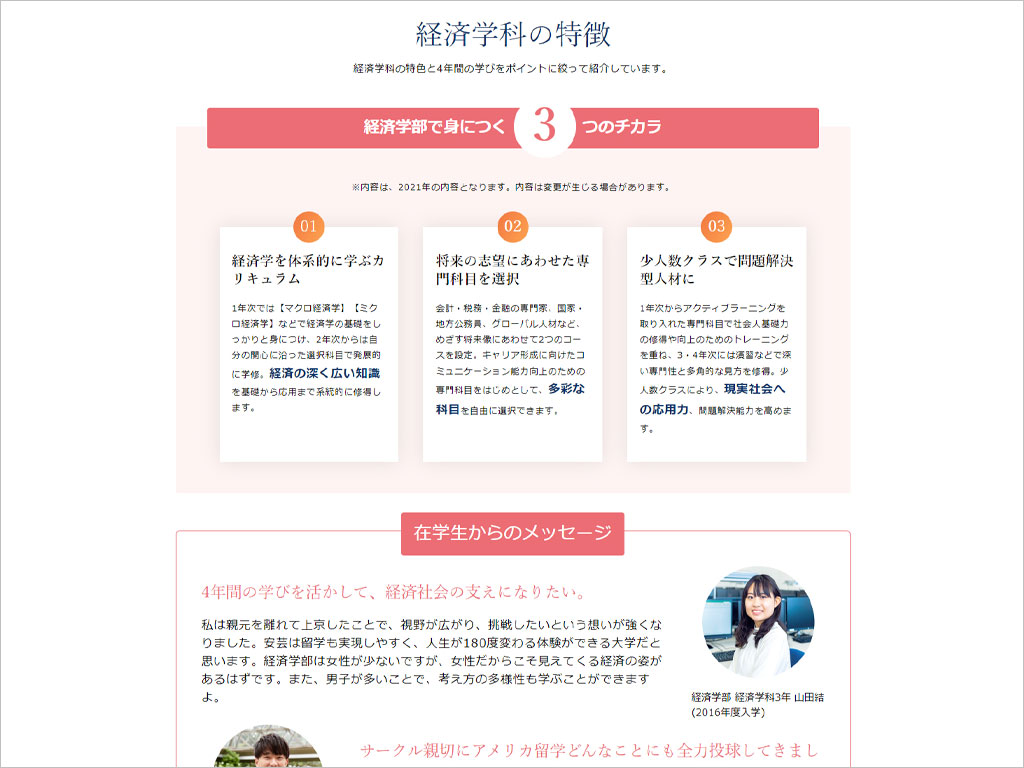 経済学科の特徴
経済学科の特色と4年間の学びをポイントに絞って紹介しています。
経済学部で身につく 3 つのチカラ
※内容は、2021年の内容となります。内容は変更が生じる場合があります。
01
経済学を体系的に学ぶカ
リキュラム
1年次では【マクロ経済学】【ミク
ロ経済学】などで経済学の基礎をし
っかりと身につけ、2年次からは自
分の関心に沿った選択科目で発展的
に学修。経済の深く広い知識
を基礎から応用まで系統的に修得し
ます。
02
将来の志望にあわせた専
門科目を選択
会計・税務・金融の専門家、国家・
地方公務員、グローバル人材など、
めざす将来像にあわせて2つのコー
スを設定。キャリア形成に向けたコ
ミュニケーション能力向上のための
専門科目をはじめとして、多彩な
科目を自由に選択できます。
03
少人数クラスで問題解決
型人材に
1年次からアクティブラーニングを
取り入れた専門科目で社会人基礎力
の修得や向上のためのトレーニング
を重ね、3・4年次には演習などで深
い専門性と多角的な見方を修得。少
人数クラスにより、現実社会へ
の応用力、問題解決能力を高めま
す。
在学生からのメッセージ
4年間の学びを活かして、経済社会の支えになりたい。
私は親元を離れて上京したことで、視野が広がり、挑戦したいという想いが強くな
りました。安芸は留学も実現しやすく、人生が180度変わる体験ができる大学だと
思います。経済学部は女性が少ないですが、女性だからこそ見えてくる経済の姿が
あるはずです。また、男子が多いことで、考え方の多様性も学ぶことができます
よ。
経済学部 経済学科3年 山田結
(2016年度入学)
サークル親切にアメリカ留学どんなことにも全力投球してきまし